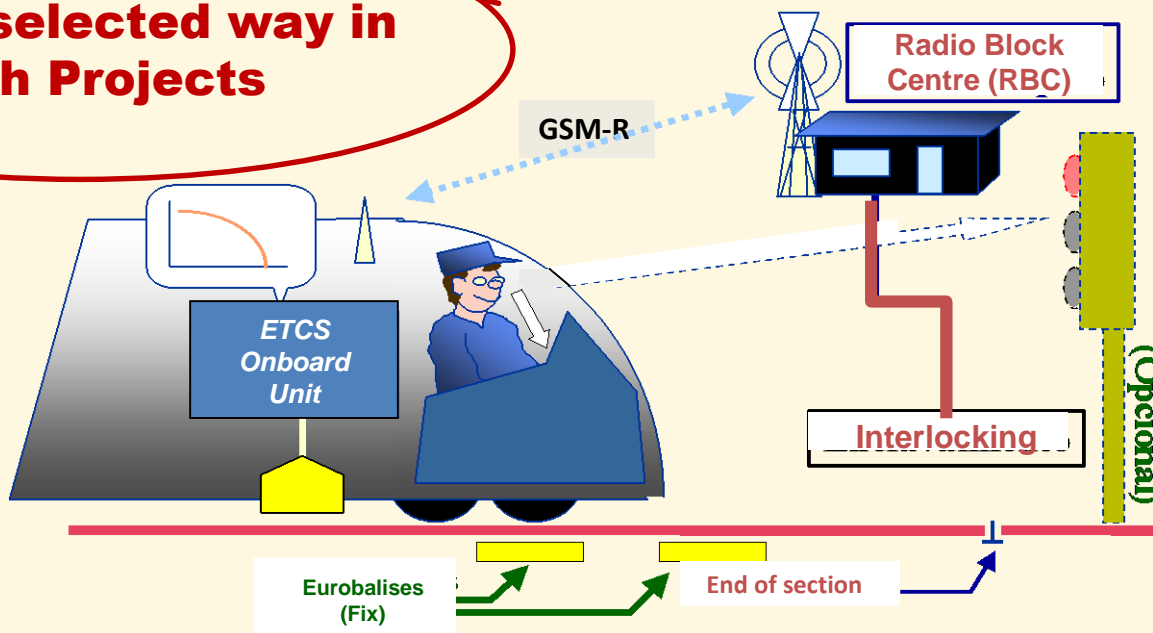 selected way in
h Projects
Radio Block
Centre (RBC)
GSM-R
ETCS
Onboard
Unit
(Opcional)
Interlocking
End of section
Eurobalises
(Fix)